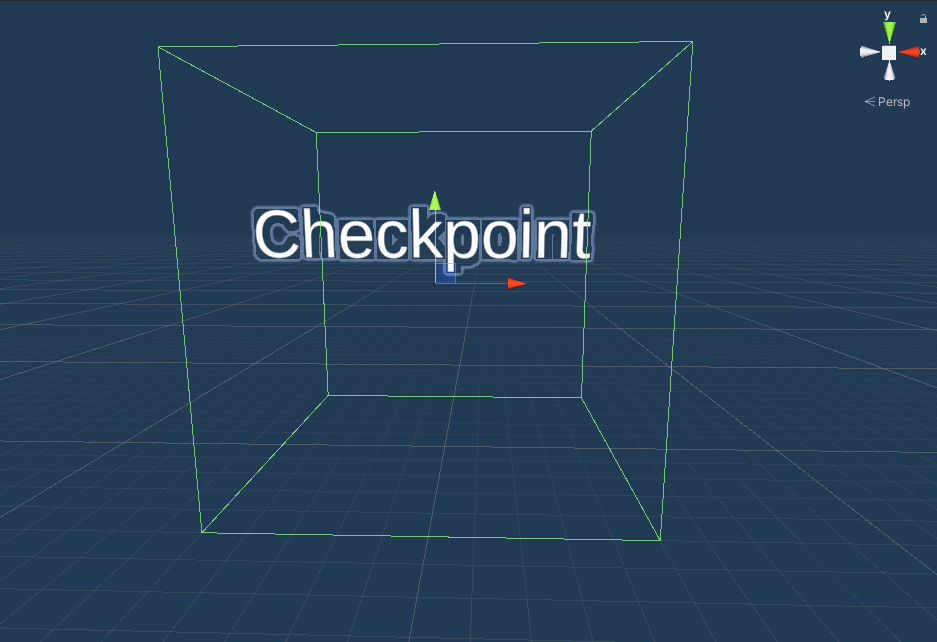 y
x
< Persp
Checkpoint